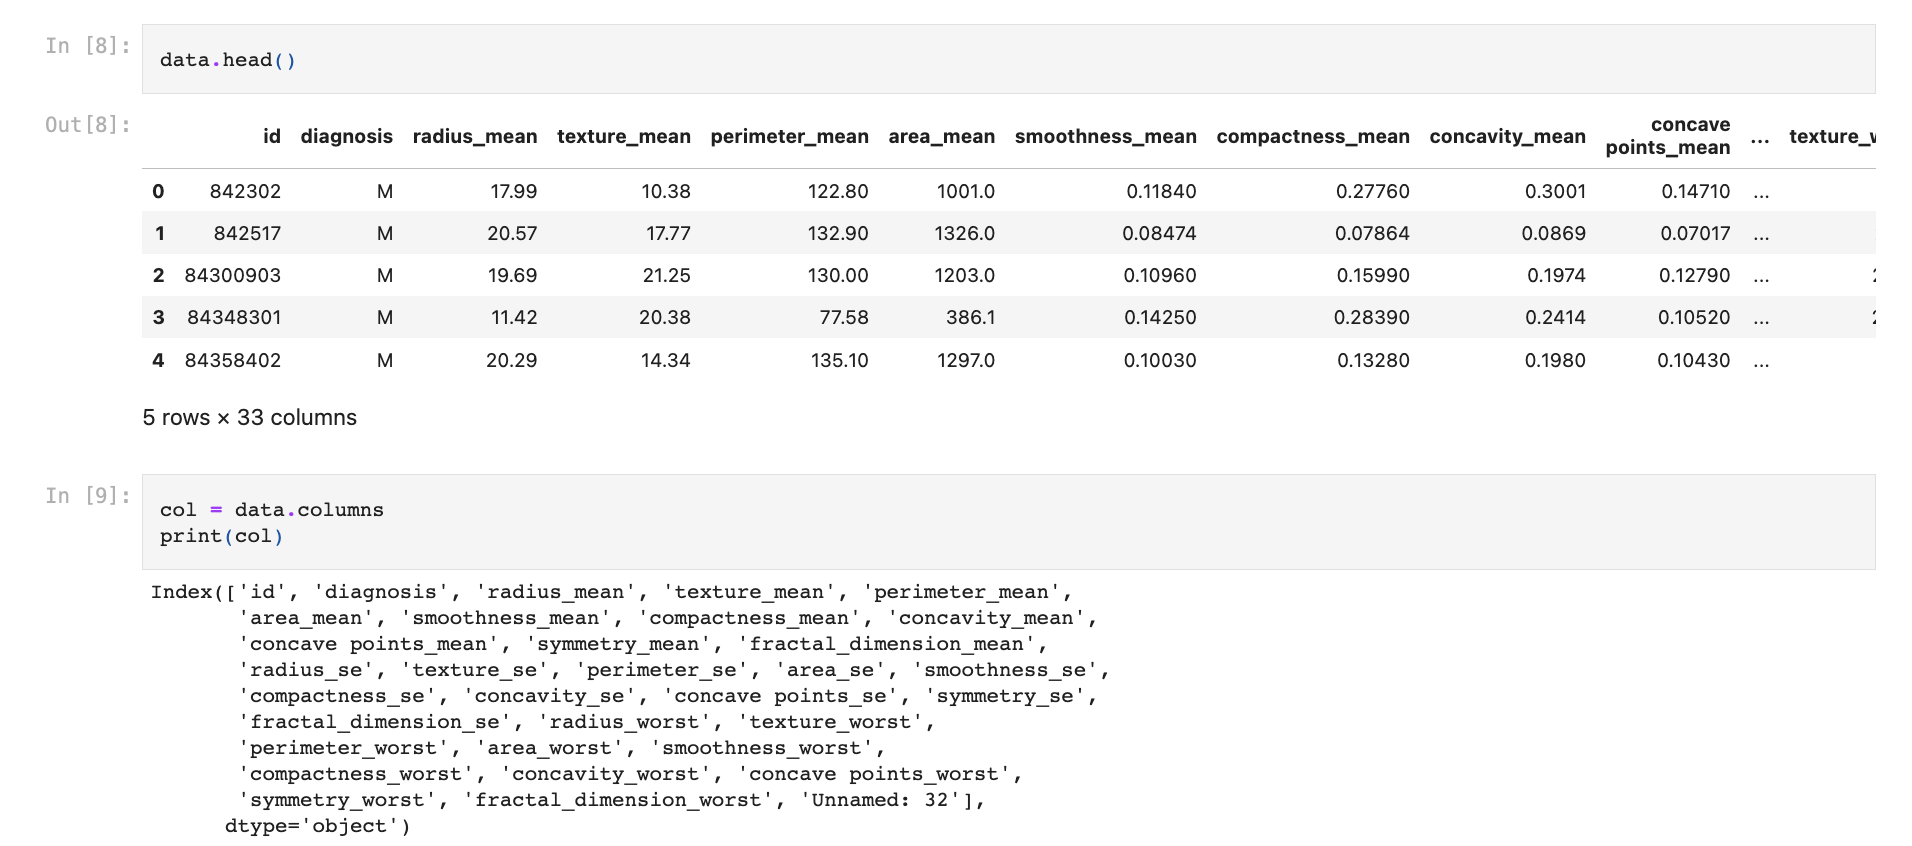 In [8]:
data.head()
Out[8]:
id diagnosis radius_mean texture_mean perimeter_mean area_mean smoothness_mean compactness_mean concavity_mean concave points_mean ... 
0 842302 M 17.99 10.38 122.80 1001.0 0.11840 0.27760 0.3001 0.14710 ...
1 842517 M 20.57 17.77 132.90 1326.0 0.08474 0.07864 0.0869 0.07017 ...
2 84300903 M 19.69 21.25 130.00 1203.0 0.10960 0.15990 0.1974 0.12790 ...
3 84348301 M 11.42 20.38 77.58 386.1 0.14250 0.28390 0.2414 0.10520 ...
4 84358402 M 20.29 14.34 135.10 1297.0 0.10030 0.13280 0.1980 0.10430 ...
5 rows × 33 columns
In [9]:
col = data.columns
print(col)
Index(['id', 'diagnosis', 'radius_mean', 'texture_mean', 'perimeter_mean',
'area_mean', 'smoothness_mean', 'compactness_mean', 'concavity_mean',
'concave points_mean', 'symmetry_mean', 'fractal_dimension_mean',
'radius_se', 'texture_se', 'perimeter_se', 'area_se', 'smoothness_se',
'compactness_se', 'concavity_se', 'concave points_se', 'symmetry_se',
'fractal_dimension_se', 'radius_worst', 'texture_worst',
'perimeter_worst', 'area_worst', 'smoothness_worst',
'compactness_worst', 'concavity_worst', 'concave points_worst',
'symmetry_worst', 'fractal_dimension_worst', 'Unnamed: 32'],
dtype='object')